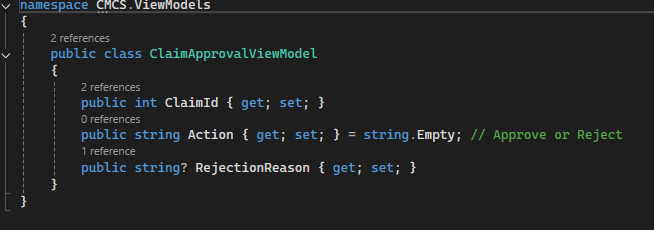 namespace CMCS.ViewModels
{
2 references
public class ClaimApprovalViewModel
{
2 references
public int ClaimId { get; set; }
0 references
public string Action { get; set; } = string.Empty; // Approve or Reject
1 reference
public string? RejectionReason { get; set; }
}
}